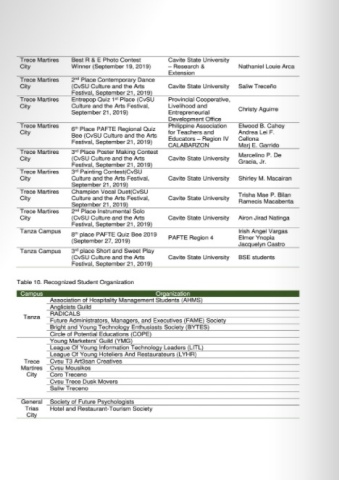 Trece Martires City Best R & E Photo Contest Winner (September 19, 2019) Cavite State University – Research & Extension Nathaniel Louie Arca
Trece Martires City 2nd Place Contemporary Dance (CvSU Culture and the Arts Festival, September 21, 2019) Cavite State University Saliw Treceño
Trece Martires City Entrepop Quiz 1st Place (CvSU Culture and the Arts Festival, September 21, 2019) Provincial Cooperative, Livelihood and Entrepreneurial Development Office Christy Aguirre
Trece Martires City 6th Place PAFTE Regional Quiz Bee (CvSU Culture and the Arts Festival, September 21, 2019) Philippine Association for Teachers and Educators – Region IV CALABARZON Elwood B. Cahoy Andrea Lei F. Cellona Marj E. Garrido
Trece Martires City 3rd Place Poster Making Contest (CvSU Culture and the Arts Festival, September 21, 2019) Cavite State University Marcelino P. De Gracia, Jr.
Trece Martires City 3rd Painting Contest(CvSU Culture and the Arts Festival, September 21, 2019) Cavite State University Shirley M. Macairan
Trece Martires City Champion Vocal Duet(CvSU Culture and the Arts Festival, September 21, 2019) Cavite State University Trisha Mae P. Bilan Ramecis Macabenta
Trece Martires City 2nd Place Instrumental Solo (CvSU Culture and the Arts Festival, September 21, 2019) Cavite State University Airon Jirad Natinga
Tanza Campus 8th place PAFTE Quiz Bee 2019 (September 27, 2019) PAFTE Region 4 Irish Angel Vargas Elmer Ynopia Jacquelyn Castro
Tanza Campus 3rd place Short and Sweet Play (CvSU Culture and the Arts Festival, September 21, 2019) Cavite State University BSE students
Table 10. Recognized Student Organization
Campus Organization
Tanza
Association of Hospitality Management Students (AHMS)
Anglicists Guild
RADICALS
Future Administrators, Managers, and Executives (FAME) Society
Bright and Young Technology Enthusiasts Society (BYTES)
Circle of Potential Educations (COPE)
Trece Martires City
Young Marketers' Guild (YMG)
League Of Young Information Technology Leaders (LITL)
League Of Young Hoteliers And Restaurateurs (LYHR)
Cvsu T3 Art3san Creatives
Cvsu Mousikos
Coro Treceno
Cvsu Trece Dusk Movers
Saliw Treceno
General Trias City
Society of Future Psychologists
Hotel and Restaurant-Tourism Society